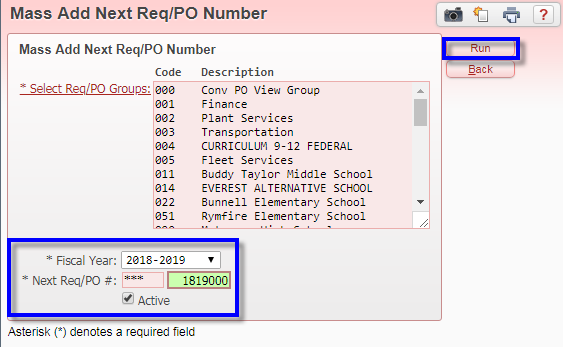 Mass Add Next Req/PO Number
?
Mass Add Next Req/PO Number
Run
Back
Code Description
* Select Req/PO Groups:
000 Conv PO View Group
001 Finance
002 Plant Services
003 Transportation
004 CURRICULUM 9-12 FEDERAL
005 Fleet Services
011 Buddy Taylor Middle School
014 EVEREST ALTERNATIVE SCHOOL
022 Bunnell Elementary School
051 Rymfire Elementary School
* Fiscal Year: 2018-2019
* Next Req/PO #: *** 1819000
Active
Asterisk (*) denotes a required field